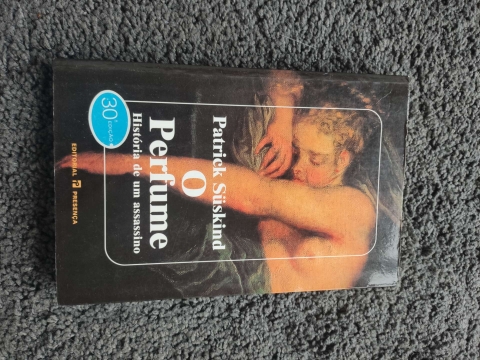 Patrick Süskind
O
Perfume
História de um assassino
30ª
EDIÇÃO
EDITORIAL PRESENÇA